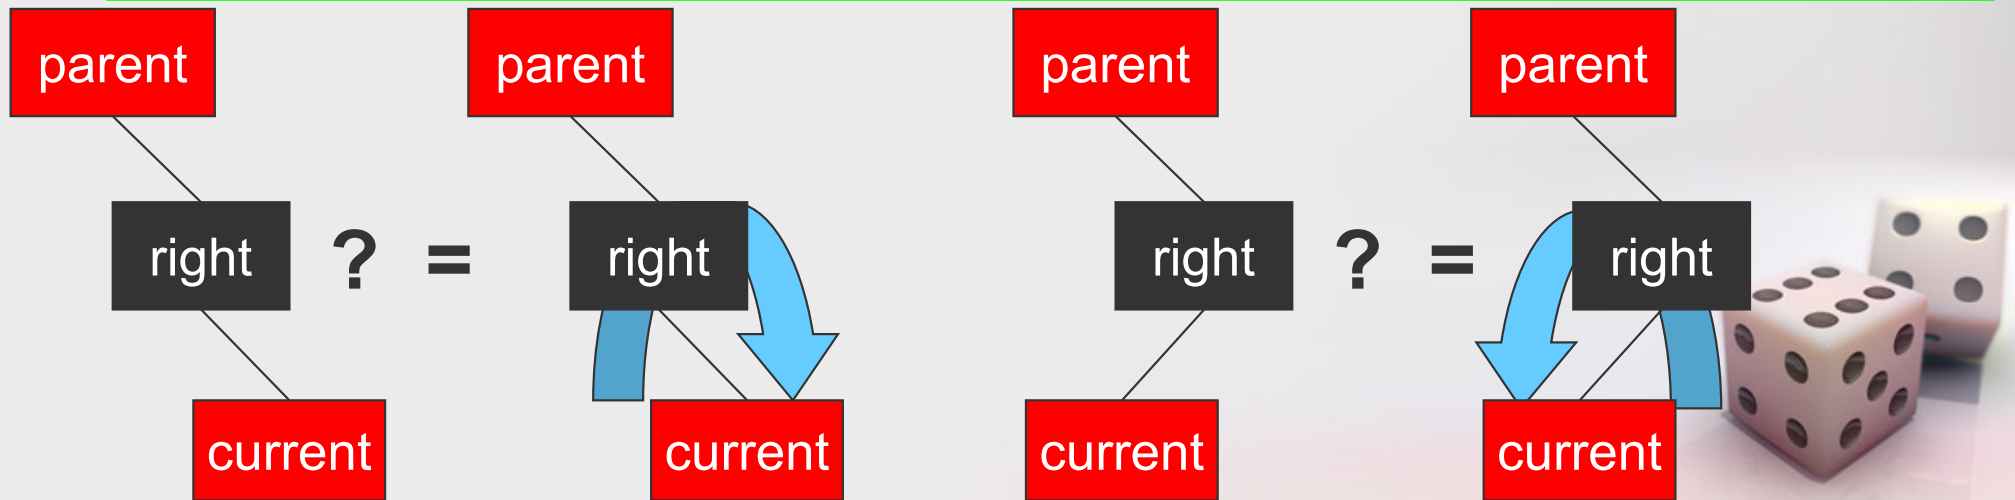 parent parent parent parent
right ? = right right ? = right
current current current current